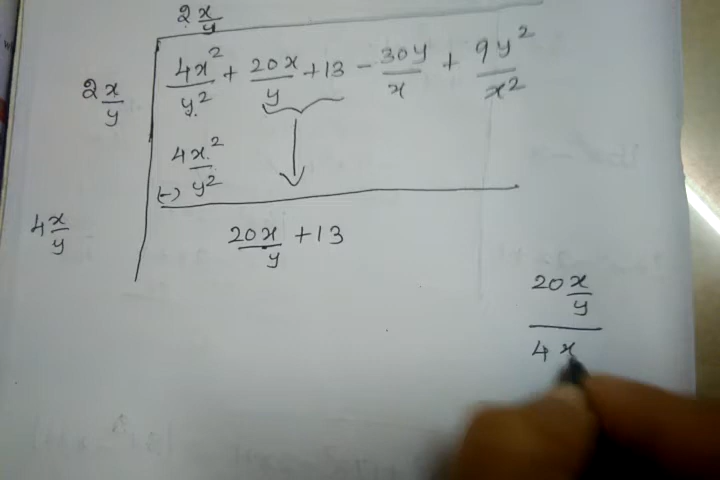 2x/y
2x/y 4x²/y² + 20x/y + 13 - 30y/x + 9y²/x²
(-) 4x²/y²
4x/y 20x/y + 13
20x/y
4x